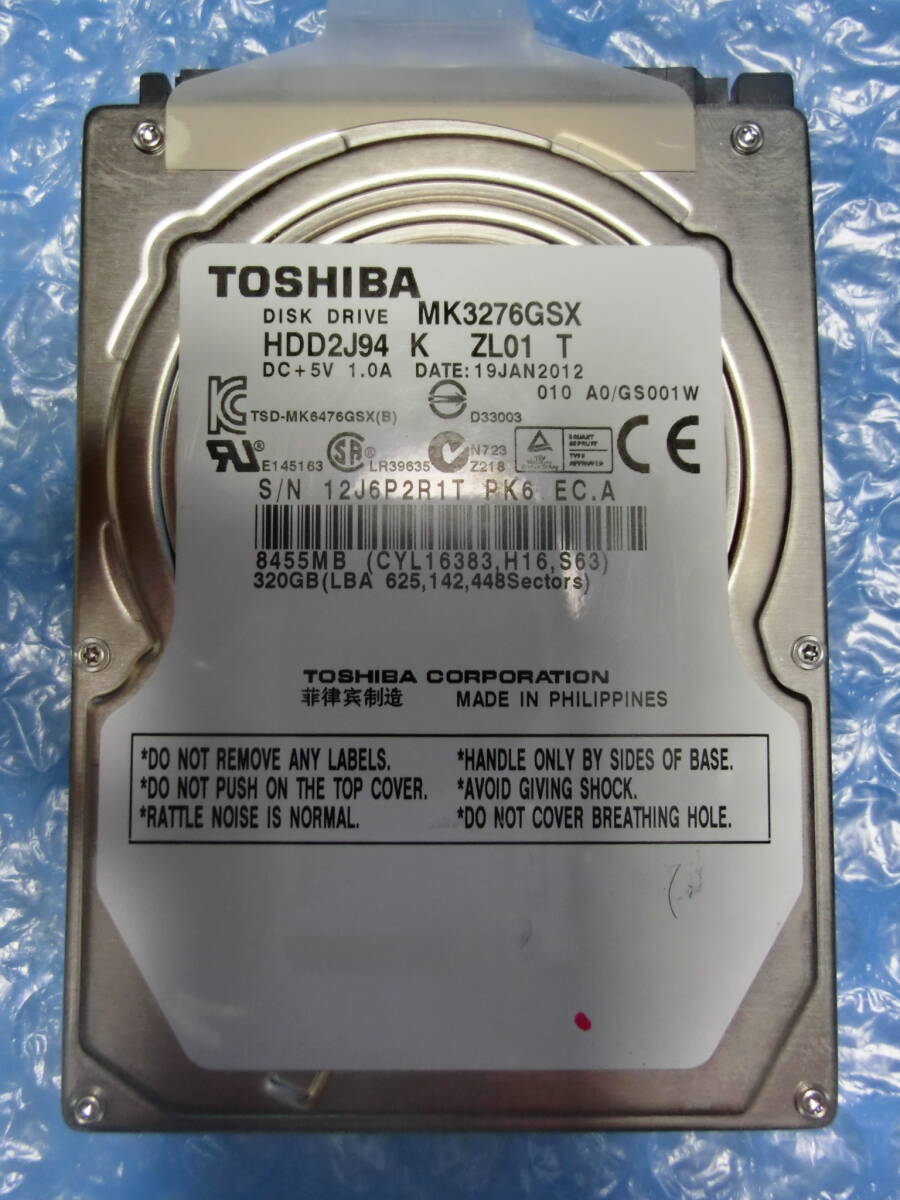 TOSHIBA
DISK DRIVE MK3276GSX
HDD2J94 K ZL01 T
DC+5V 1.0A DATE:19JAN2012
010 A0/GS001W
TSD-MK6476GSX(B) D33003
E145163 LR39635 N723
Z218
S/N 12J6P2R1T PK6 EC.A
8455MB (CYL16383,H16,S63)
320GB(LBA 625,142,448Sectors)
TOSHIBA CORPORATION
菲律宾制造 MADE IN PHILIPPINES
*DO NOT REMOVE ANY LABELS. *HANDLE ONLY BY SIDES OF BASE.
*DO NOT PUSH ON THE TOP COVER. *AVOID GIVING SHOCK.
*RATTLE NOISE IS NORMAL. *DO NOT COVER BREATHING HOLE.